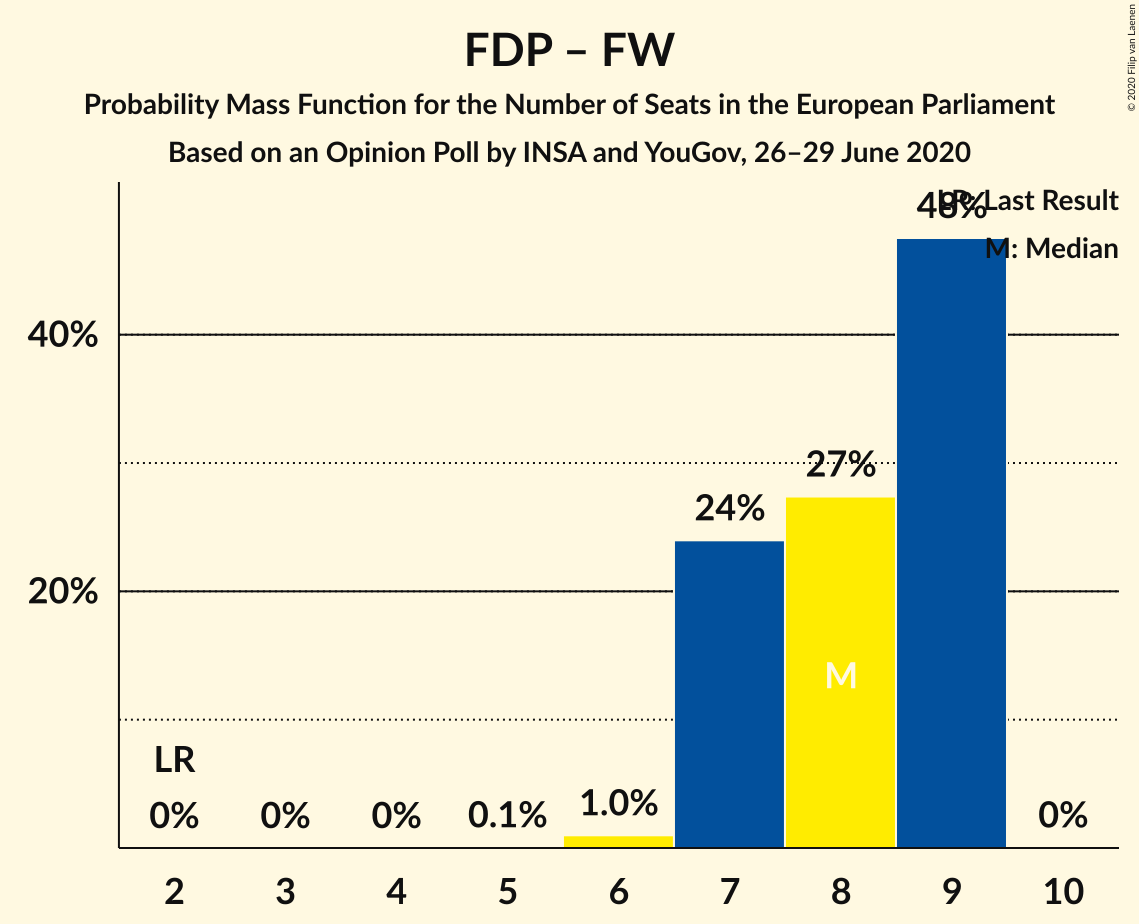 FDP – FW
Probability Mass Function for the Number of Seats in the European Parliament
Based on an Opinion Poll by INSA and YouGov, 26–29 June 2020
© 2020 Filip van Laenen
LR: Last Result
M: Median
48%
40%
27%
24%
20%
M
LR
0%
0%
0%
0.1%
1.0%
0%
2
3
4
5
6
7
8
9
10